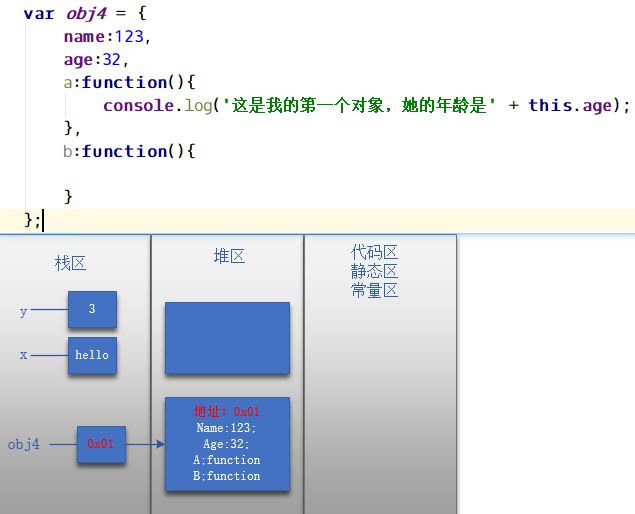 var obj4 = {
name:123,
age:32,
a:function(){
console.log('这是我的第一个对象，她的年龄是' + this.age);
},
b:function(){
}
};
栈区
堆区
代码区
静态区
常量区
y
3
x
hello
obj4
0x01
地址：0x01
Name:123;
Age:32;
A;function
B;function